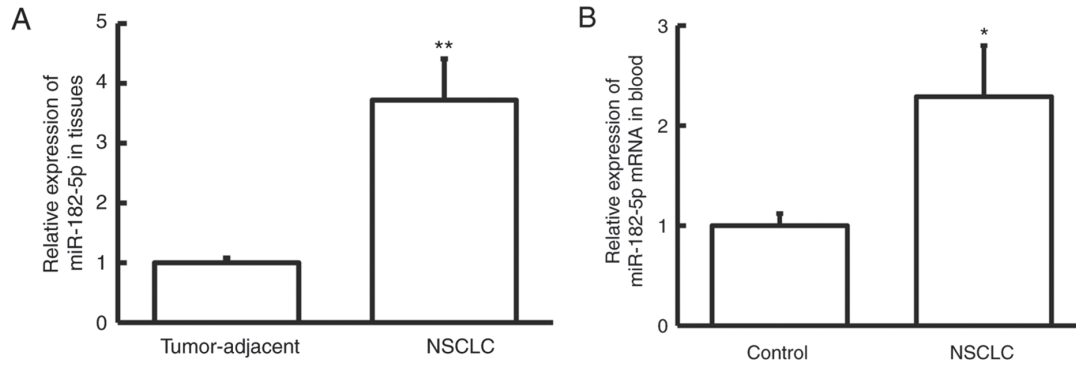 A
Relative expression of
miR-182-5p in tissues
5
4
3
2
1
0
**
Tumor-adjacent
NSCLC
B
Relative expression of
miR-182-5p mRNA in blood
3
2
1
0
*
Control
NSCLC